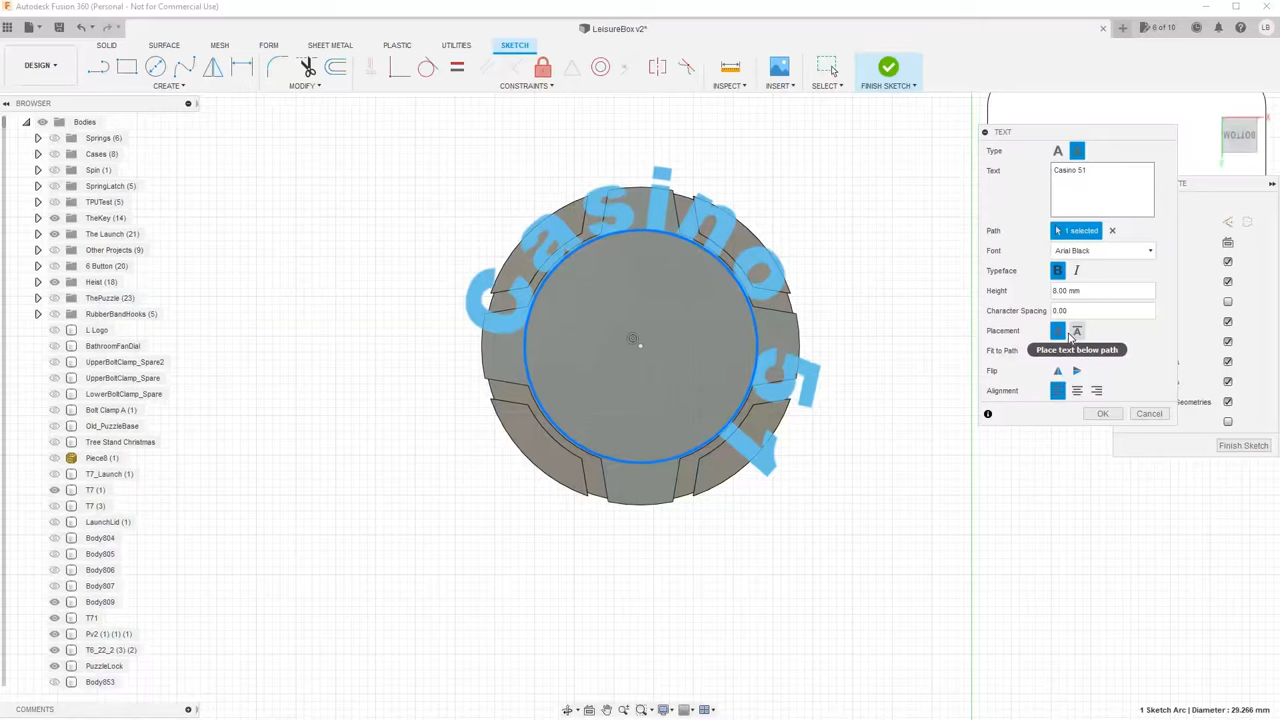 Autodesk Fusion 360 (Personal - Not for Commercial Use)
LeisureBox v2*
6 of 10
LB
SOLID SURFACE MESH FORM SHEET METAL PLASTIC UTILITIES SKETCH
DESIGN
CREATE MODIFY CONSTRAINTS INSPECT INSERT SELECT FINISH SKETCH
BROWSER
Bodies
Springs (6)
Cases (8)
Spin (1)
SpringLatch (5)
TPUTest (5)
TheKey (14)
The Launch (21)
Other Projects (9)
6 Button (20)
Heist (18)
ThePuzzle (23)
RubberBandHooks (5)
L Logo
BathroomFanDial
UpperBoltClamp_Spare2
UpperBoltClamp_Spare
LowerBoltClamp_Spare
Bolt Clamp A (1)
Old_PuzzleBase
Tree Stand Christmas
Piece8 (1)
T7_Launch (1)
T7 (1)
T7 (3)
LaunchLid (1)
Body804
Body805
Body806
Body807
Body809
T71
Pv2 (1) (1) (1)
T6_22_2 (3) (2)
PuzzleLock
Body853
COMMENTS
Casino 51
BOTTOM
X
TEXT
Type
Text
Casino 51
Path
1 selected
Font
Arial Black
Typeface
B I
Height
8.00 mm
Character Spacing
0.00
Placement
Place text below path
Fit to Path
Flip
Alignment
OK
Cancel
TE
Geometries
Finish Sketch
1 Sketch Arc | Diameter : 29.266 mm